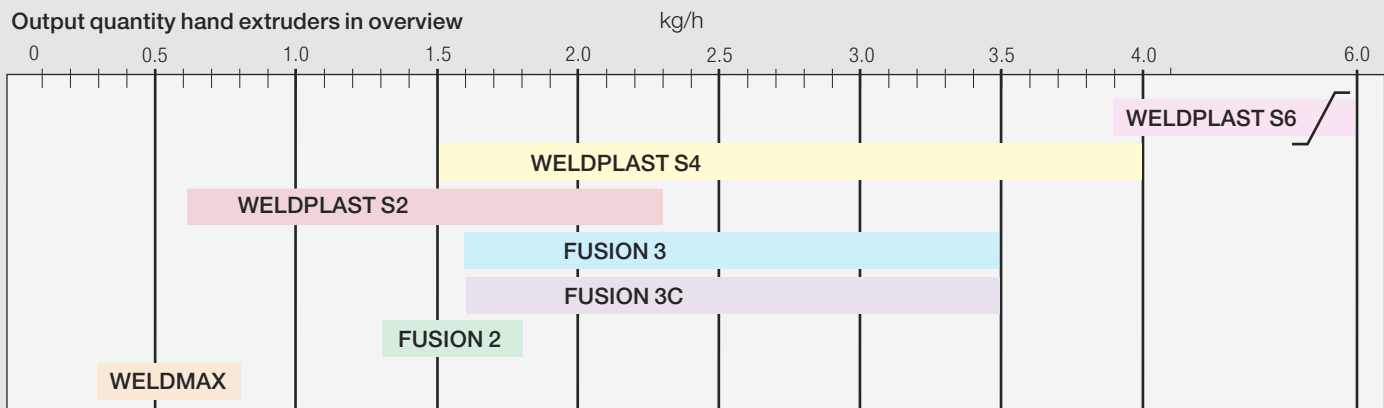 Output quantity hand extruders in overview kg/h
0 0.5 1.0 1.5 2.0 2.5 3.0 3.5 4.0 6.0
WELDPLAST S6
WELDPLAST S4
WELDPLAST S2
FUSION 3
FUSION 3C
FUSION 2
WELDMAX